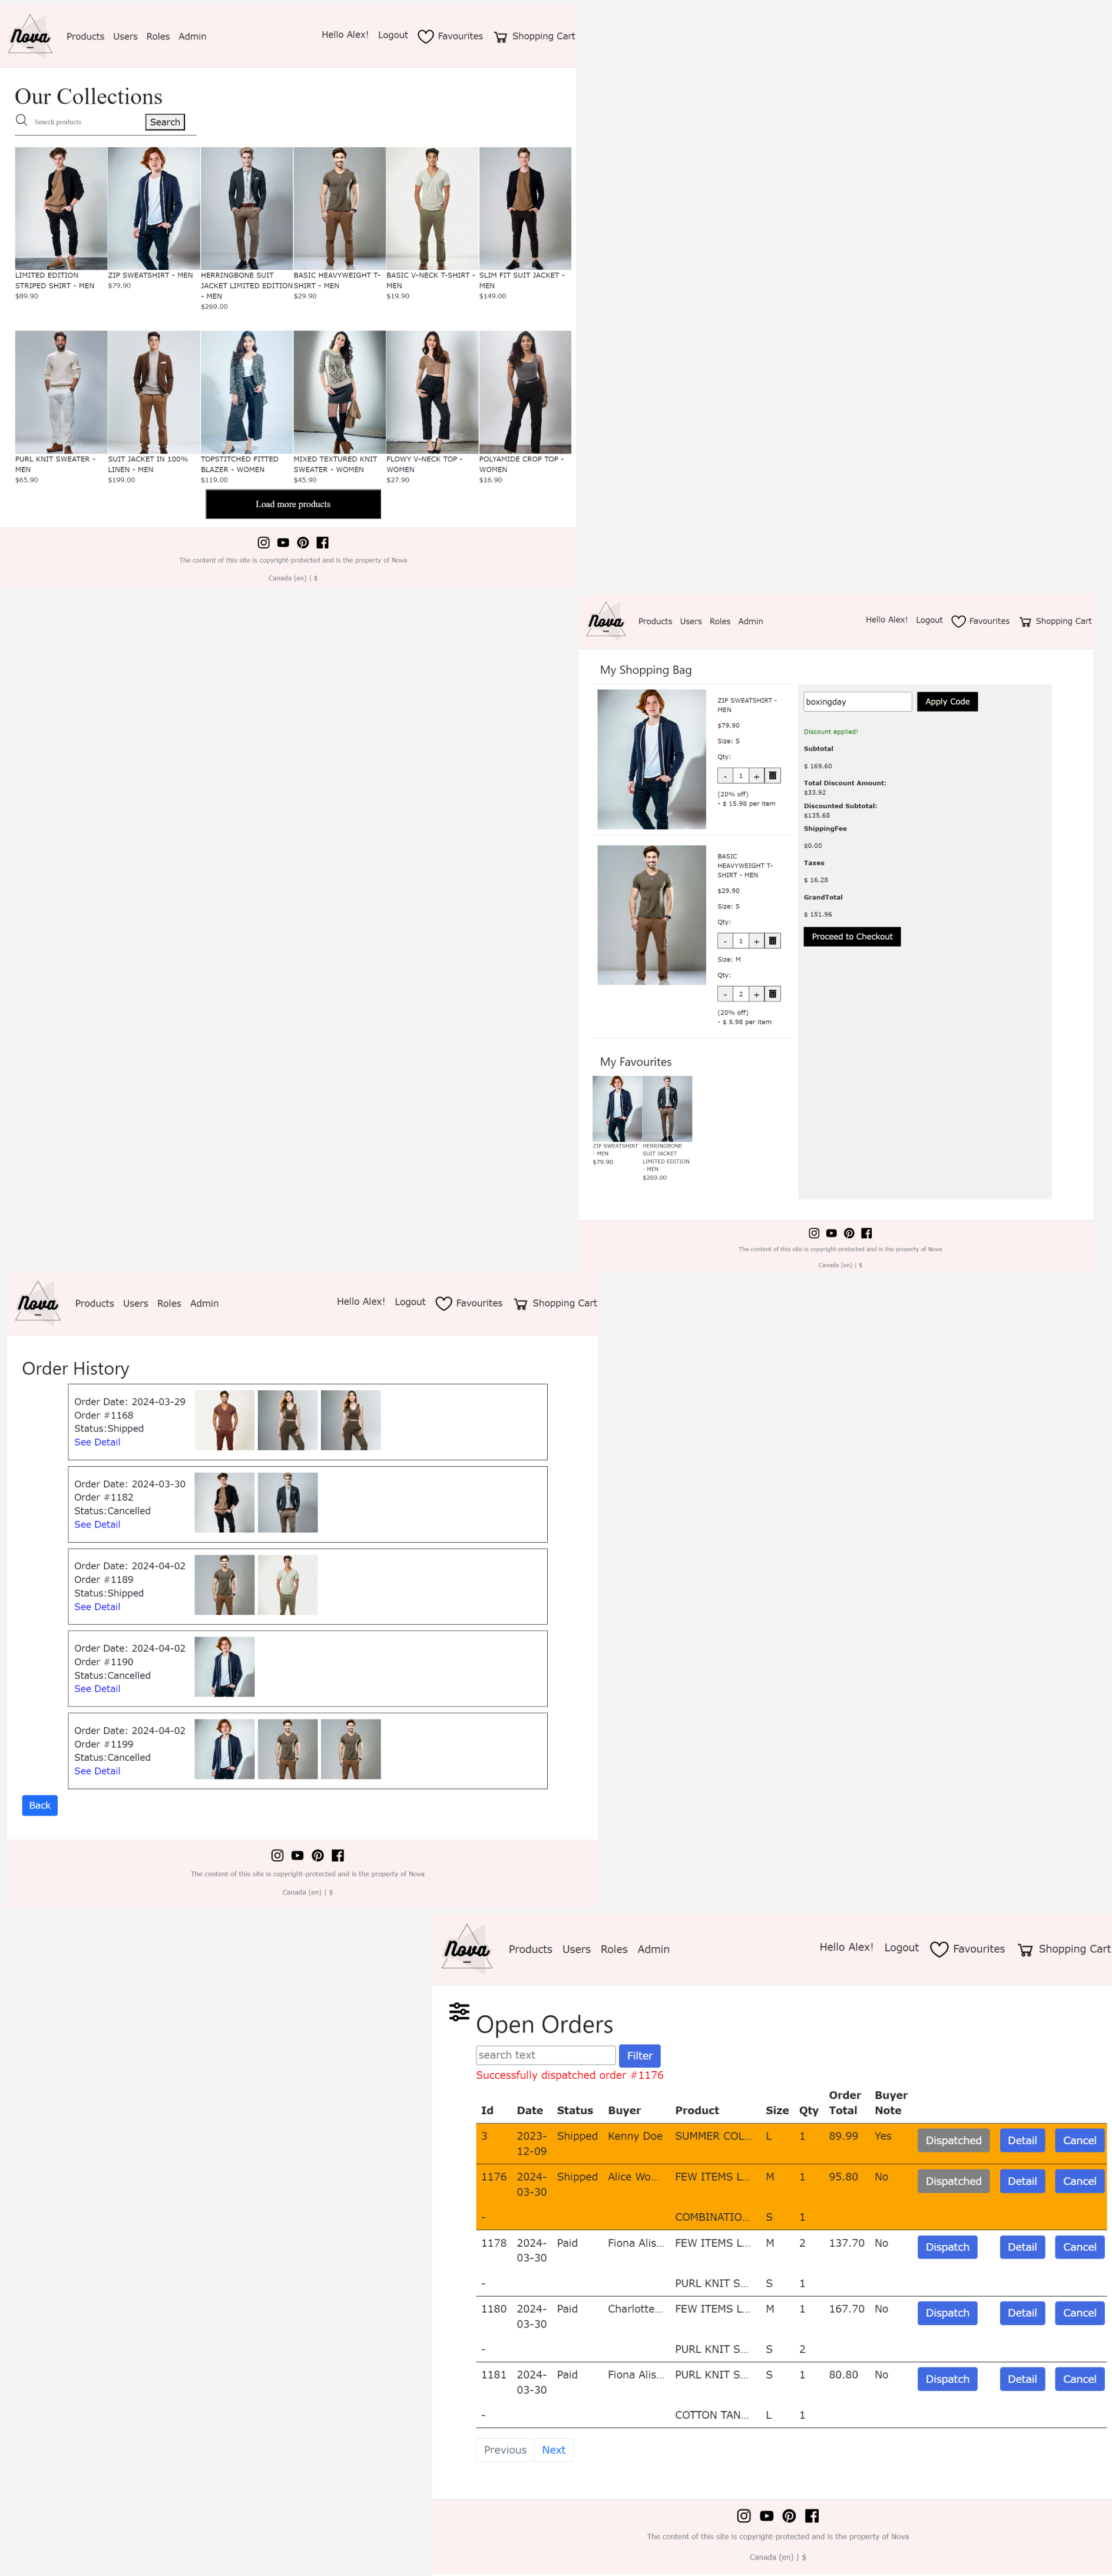 Nova
Products Users Roles Admin
Hello Alex! Logout Favourites Shopping Cart
Our Collections
Search products Search
LIMITED EDITION
STRIPED SHIRT - MEN
$89.90
ZIP SWEATSHIRT - MEN
$79.90
HERRINGBONE SUIT
JACKET LIMITED EDITION
- MEN
$269.00
BASIC HEAVYWEIGHT T-
SHIRT - MEN
$29.90
BASIC V-NECK T-SHIRT -
MEN
$19.90
SLIM FIT SUIT JACKET -
MEN
$149.00
PURL KNIT SWEATER -
MEN
$65.90
SUIT JACKET IN 100%
LINEN - MEN
$199.00
TOPSTITCHED FITTED
BLAZER - WOMEN
$119.00
MIXED TEXTURED KNIT
SWEATER - WOMEN
$45.90
FLOWY V-NECK TOP -
WOMEN
$27.90
POLYAMIDE CROP TOP -
WOMEN
$16.90
Load more products
The content of this site is copyright-protected and is the property of Nova
Canada (en) | $
Nova
Products Users Roles Admin
Hello Alex! Logout Favourites Shopping Cart
My Shopping Bag
ZIP SWEATSHIRT -
MEN
$79.90
Size: S
Qty:
- 1 +
(20% off)
- $ 15.98 per item
BASIC
HEAVYWEIGHT T-
SHIRT - MEN
$29.90
Size: S
Qty:
- 1 +
Size: M
Qty:
- 2 +
(20% off)
- $ 5.98 per item
boxingday Apply Code
Discount applied!
Subtotal
$ 169.60
Total Discount Amount:
$33.92
Discounted Subtotal:
$135.68
ShippingFee
$0.00
Taxes
$ 16.28
GrandTotal
$ 151.96
Proceed to Checkout
My Favourites
ZIP SWEATSHIRT
- MEN
$79.90
HERRINGBONE
SUIT JACKET
LIMITED EDITION
- MEN
$269.00
The content of this site is copyright-protected and is the property of Nova
Canada (en) | $
Nova
Products Users Roles Admin
Hello Alex! Logout Favourites Shopping Cart
Order History
Order Date: 2024-03-29
Order #1168
Status:Shipped
See Detail
Order Date: 2024-03-30
Order #1182
Status:Cancelled
See Detail
Order Date: 2024-04-02
Order #1189
Status:Shipped
See Detail
Order Date: 2024-04-02
Order #1190
Status:Cancelled
See Detail
Order Date: 2024-04-02
Order #1199
Status:Cancelled
See Detail
Back
The content of this site is copyright-protected and is the property of Nova
Canada (en) | $
Nova
Products Users Roles Admin
Hello Alex! Logout Favourites Shopping Cart
Open Orders
search text Filter
Successfully dispatched order #1176
Id Date Status Buyer Product Size Qty Order Total Buyer Note
3 2023-12-09 Shipped Kenny Doe SUMMER COL... L 1 89.99 Yes Dispatched Detail Cancel
1176 2024-03-30 Shipped Alice Wo... FEW ITEMS L... M 1 95.80 No Dispatched Detail Cancel
- COMBINATIO... S 1
1178 2024-03-30 Paid Fiona Alis... FEW ITEMS L... M 2 137.70 No Dispatch Detail Cancel
- PURL KNIT S... S 1
1180 2024-03-30 Paid Charlotte... FEW ITEMS L... M 1 167.70 No Dispatch Detail Cancel
- PURL KNIT S... S 2
1181 2024-03-30 Paid Fiona Alis... PURL KNIT S... S 1 80.80 No Dispatch Detail Cancel
- COTTON TAN... L 1
Previous Next
The content of this site is copyright-protected and is the property of Nova
Canada (en) | $